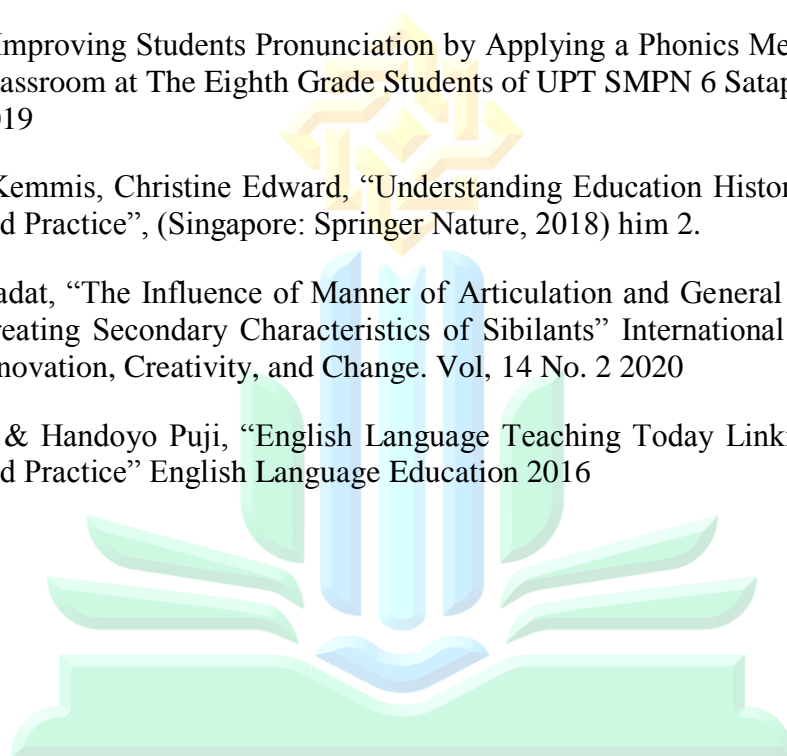 Improving Students Pronunciation by Applying a Phonics Me
assroom at The Eighth Grade Students of UPT SMPN 6 Satap
019
Kemmis, Christine Edward, “Understanding Education Histor
d Practice”, (Singapore: Springer Nature, 2018) him 2.
adat, “The Influence of Manner of Articulation and General
reating Secondary Characteristics of Sibilants” International
novation, Creativity, and Change. Vol, 14 No. 2 2020
& Handoyo Puji, “English Language Teaching Today Link
d Practice” English Language Education 2016